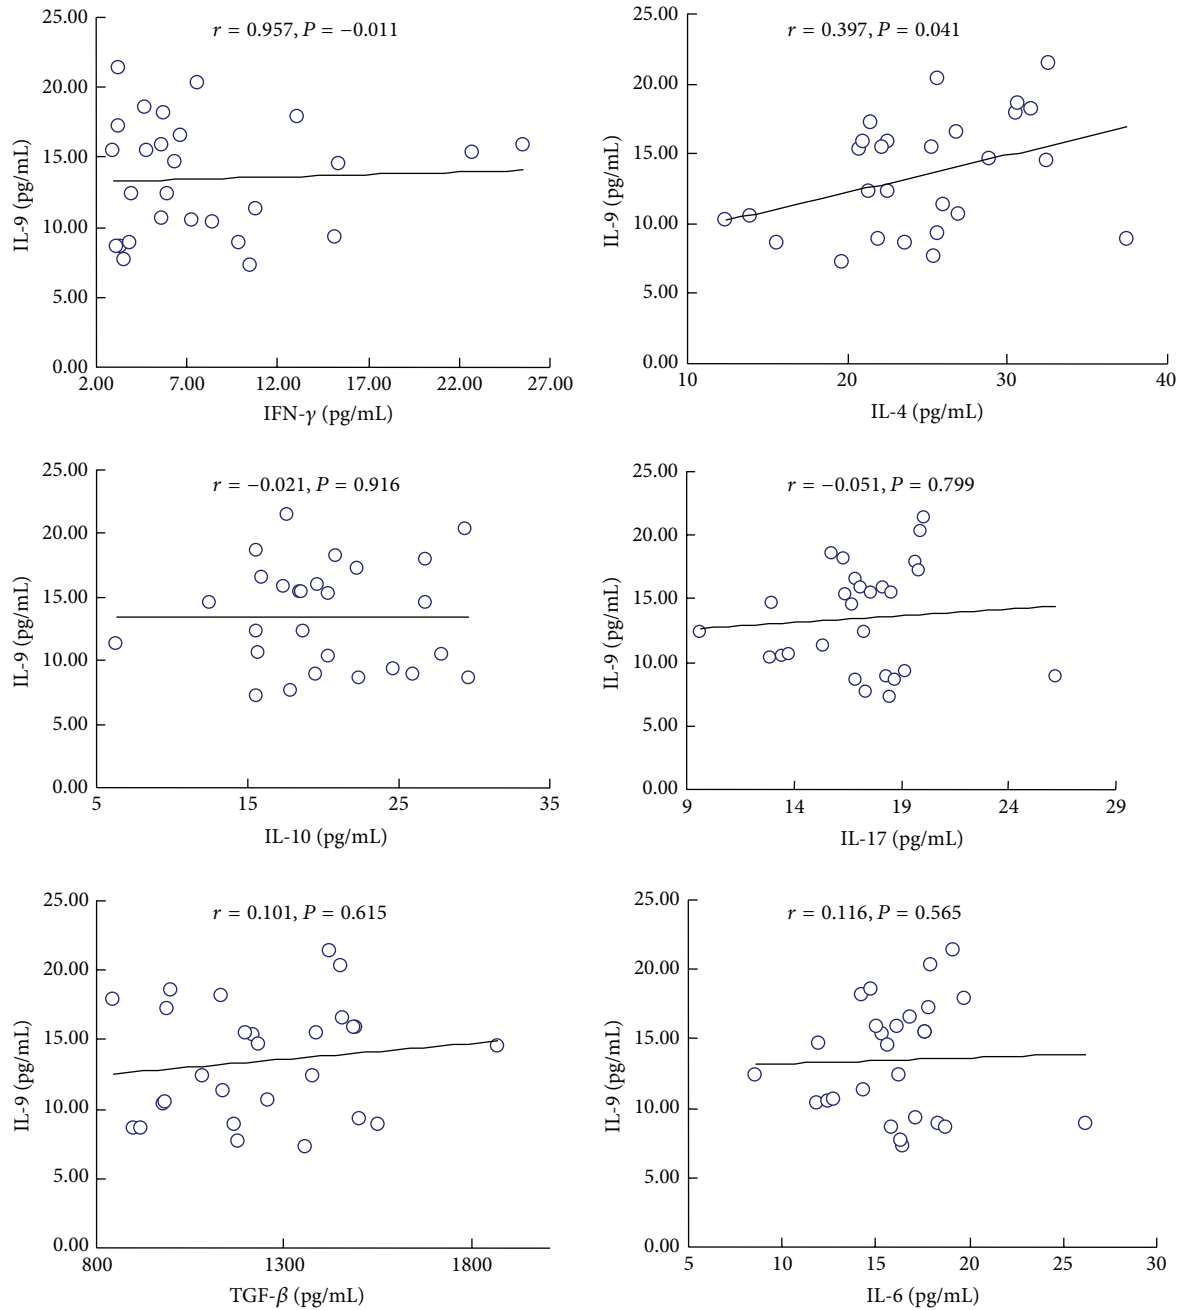 r = 0.957, P = −0.011
25.00
20.00
15.00
10.00
5.00
0.00
IL-9 (pg/mL)
2.00 7.00 12.00 17.00 22.00 27.00
IFN-γ (pg/mL)
r = 0.397, P = 0.041
25.00
20.00
15.00
10.00
5.00
0.00
IL-9 (pg/mL)
10 20 30 40
IL-4 (pg/mL)
r = −0.021, P = 0.916
25.00
20.00
15.00
10.00
5.00
0.00
IL-9 (pg/mL)
5 15 25 35
IL-10 (pg/mL)
r = −0.051, P = 0.799
25.00
20.00
15.00
10.00
5.00
0.00
IL-9 (pg/mL)
9 14 19 24 29
IL-17 (pg/mL)
r = 0.101, P = 0.615
25.00
20.00
15.00
10.00
5.00
0.00
IL-9 (pg/mL)
800 1300 1800
TGF-β (pg/mL)
r = 0.116, P = 0.565
25.00
20.00
15.00
10.00
5.00
0.00
IL-9 (pg/mL)
5 10 15 20 25 30
IL-6 (pg/mL)